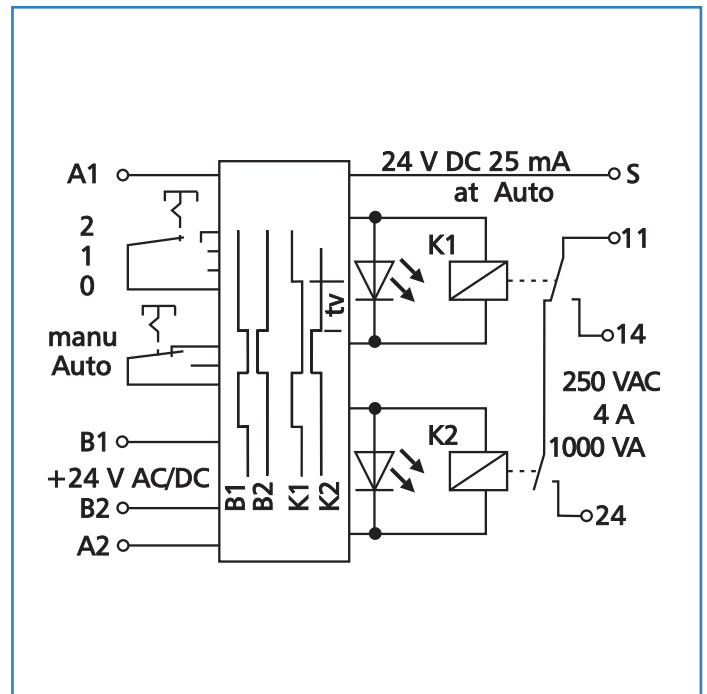 A1
24 V DC 25 mA
at Auto
S
2
1
0
K1
11
tv
14
manu
Auto
250 VAC
4 A
1000 VA
K2
B1
+24 V AC/DC
B2
A2
B1
B2
K1
K2
24